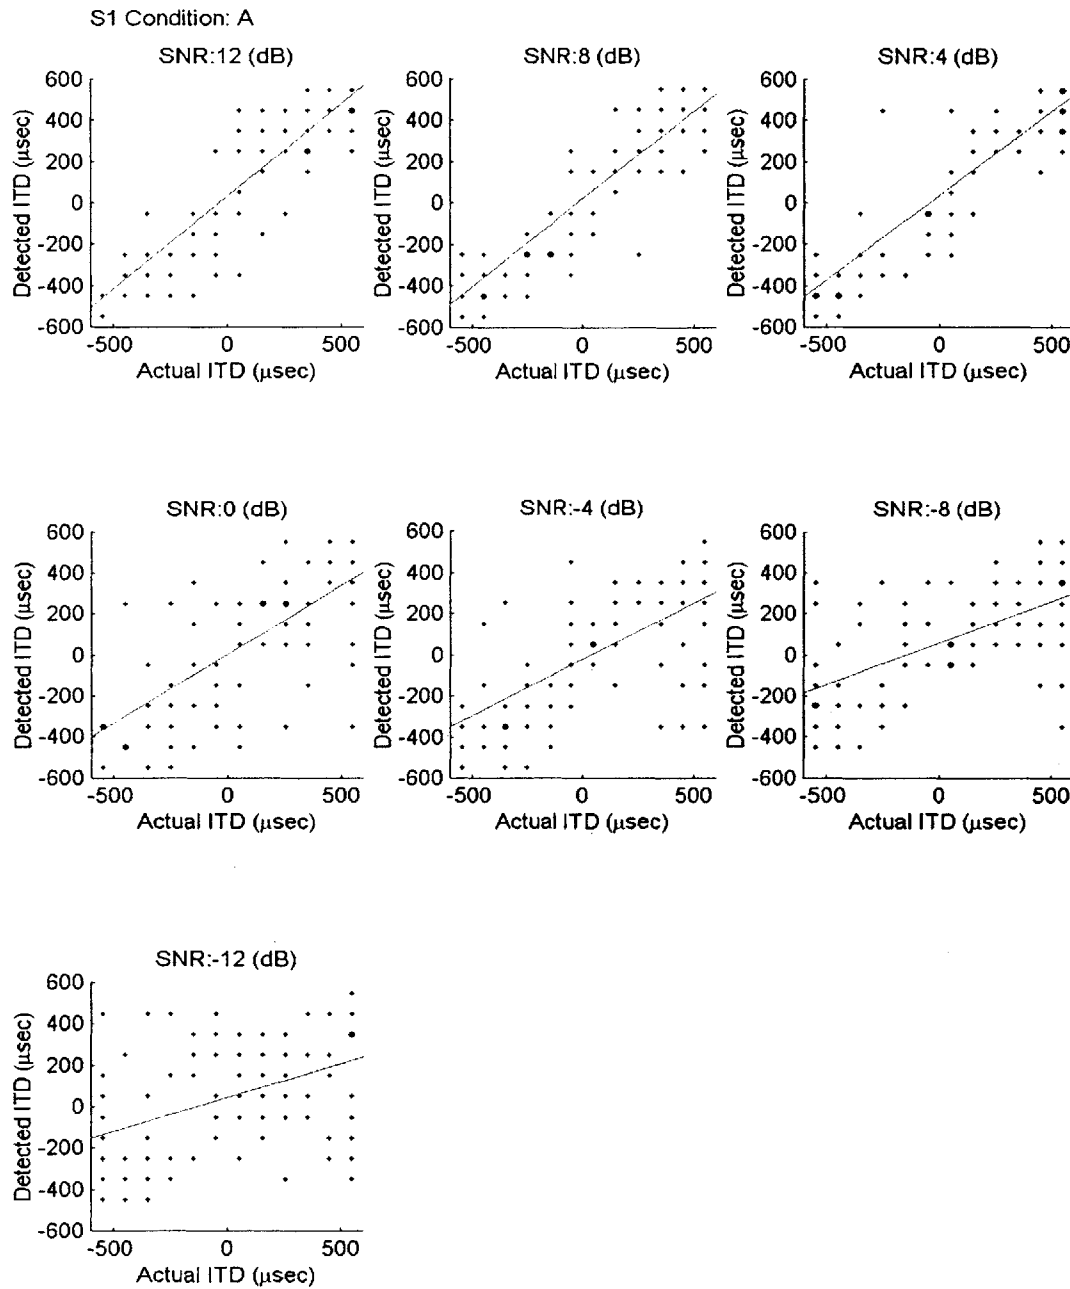 S1 Condition: A
SNR:12 (dB)
600
400
200
0
-200
-400
-600
Detected ITD (μsec)
-500 0 500
Actual ITD (μsec)
SNR:8 (dB)
600
400
200
0
-200
-400
-600
Detected ITD (μsec)
-500 0 500
Actual ITD (μsec)
SNR:4 (dB)
600
400
200
0
-200
-400
-600
Detected ITD (μsec)
-500 0 500
Actual ITD (μsec)
SNR:0 (dB)
600
400
200
0
-200
-400
-600
Detected ITD (μsec)
-500 0 500
Actual ITD (μsec)
SNR:-4 (dB)
600
400
200
0
-200
-400
-600
Detected ITD (μsec)
-500 0 500
Actual ITD (μsec)
SNR:-8 (dB)
600
400
200
0
-200
-400
-600
Detected ITD (μsec)
-500 0 500
Actual ITD (μsec)
SNR:-12 (dB)
600
400
200
0
-200
-400
-600
Detected ITD (μsec)
-500 0 500
Actual ITD (μsec)